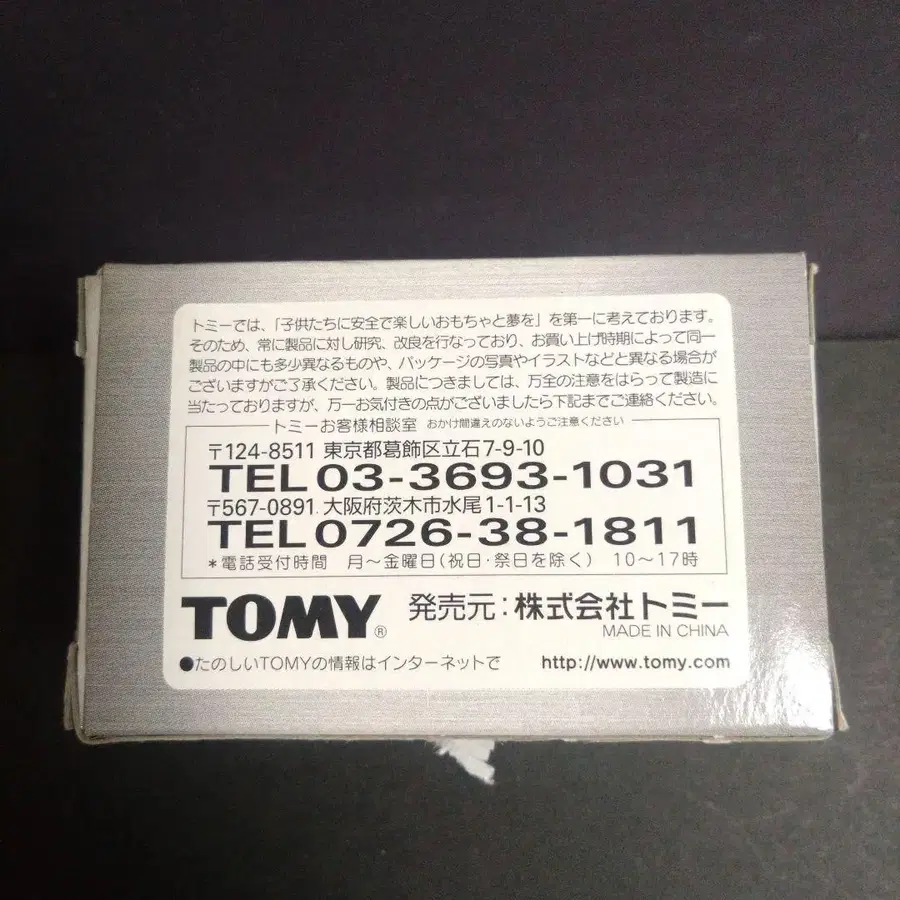 トミーでは、「子供たちに安全で楽しいおもちゃと夢を」を第一に考えております。
そのため、常に製品に対し研究、改良を行なっており、お買い上げ時期によって同一
製品の中にも多少異なるものや、パッケージの写真やイラストなどと異なる場合が
ございますがご了承ください。製品につきましては、万全の注意をはらって製造に
当たっておりますが、万一お気付きの点がございましたら下記までご連絡ください。
トミーお客様相談室 おかけ間違えのないようご注意ください
〒124-8511 東京都葛飾区立石7-9-10
TEL 03-3693-1031
〒567-0891 大阪府茨木市水尾1-1-13
TEL 0726-38-1811
*電話受付時間 月~金曜日(祝日・祭日を除く) 10~17時
TOMY® 発売元:株式会社トミー
MADE IN CHINA
●たのしいTOMYの情報はインターネットで http://www.tomy.com